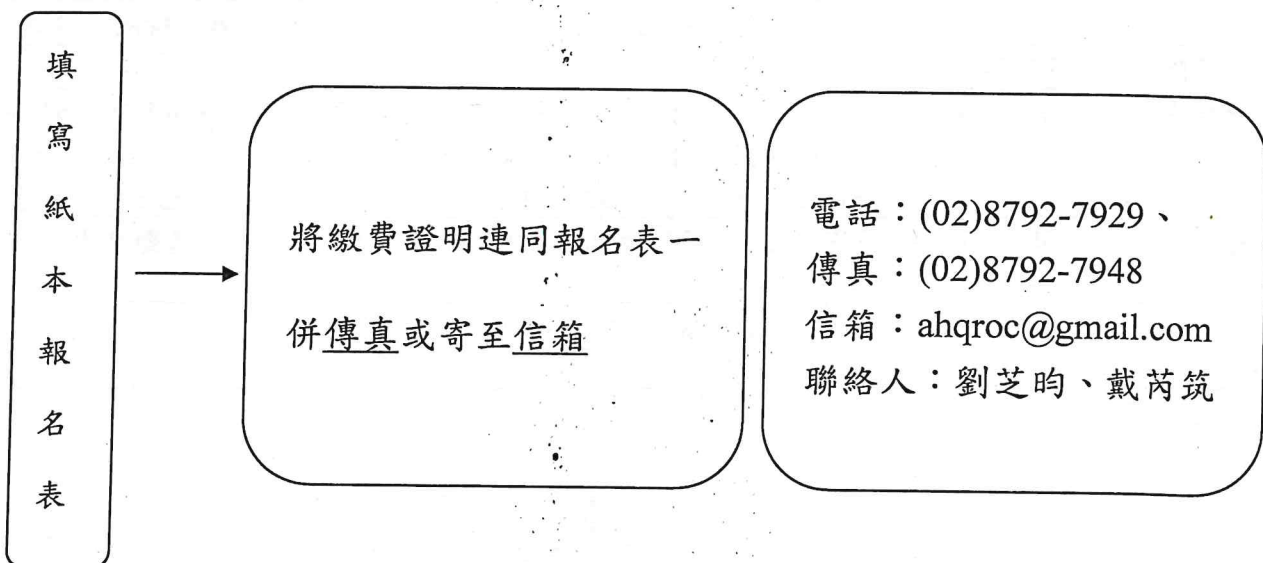 填寫紙本報名表
將繳費證明連同報名表一
併傳真或寄至信箱
電話：(02)8792-7929、
傳真：(02)8792-7948
信箱：ahqroc@gmail.com
聯絡人：劉芝昀、戴芮筑